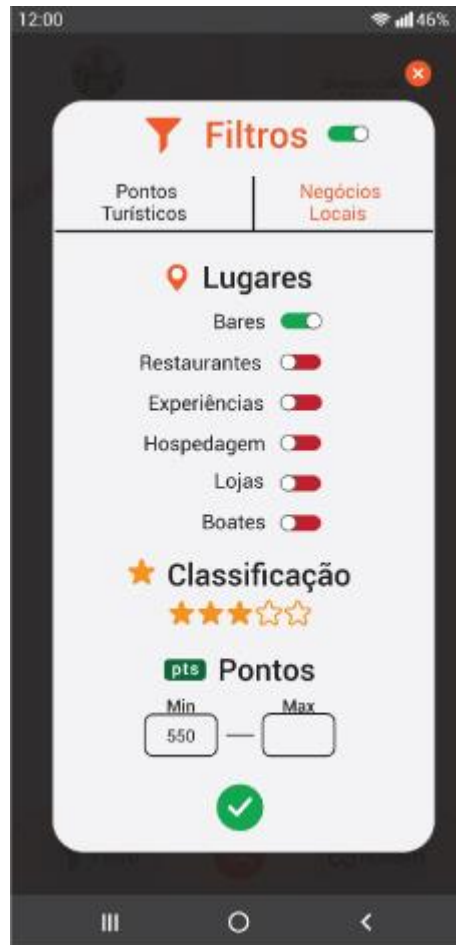 12:00 46%
Filtros
Pontos Turísticos
Negócios Locais
Lugares
Bares
Restaurantes
Experiências
Hospedagem
Lojas
Boates
Classificação
pts Pontos
Min Max
550